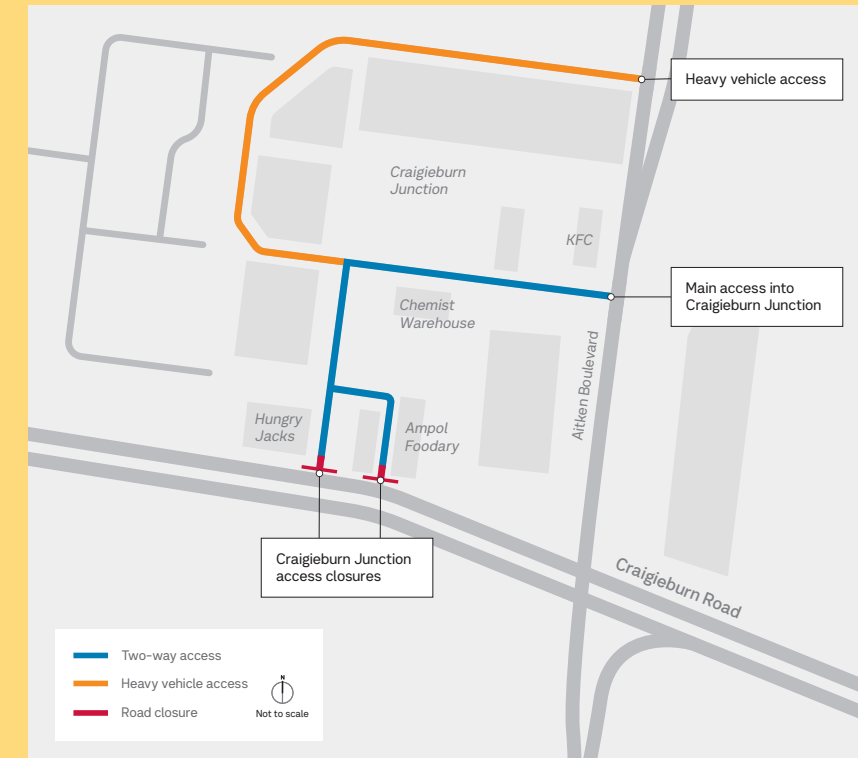 Heavy vehicle access
Craigieburn
Junction
KFC
Main access into
Craigieburn Junction
Chemist
Warehouse
Aitken Boulevard
Hungry
Jacks
Ampol
Foodary
Craigieburn Junction
access closures
Craigieburn Road
Two-way access
Heavy vehicle access
Road closure
N
Not to scale